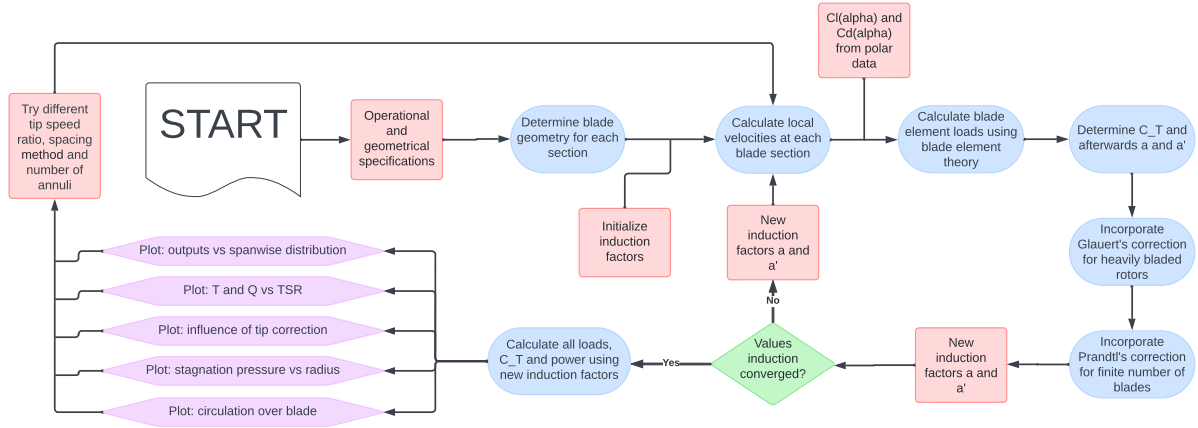 START
Operational
and
geometrical
specifications
Determine blade
geometry for each
section
Initialize
induction
factors
Calculate local
velocities at each
blade section
Cl(alpha) and
Cd(alpha)
from polar
data
Calculate blade
element loads using
blade element
theory
Determine C_T and
afterwards a and a'
Incorporate
Glauert's correction
for heavily bladed
rotors
Incorporate
Prandtl's correction
for finite number of
blades
New
induction
factors a and
a'
Values
induction
converged?
No
New
induction
factors a and
a'
Yes
Calculate all loads,
C_T and power using
new induction factors
Plot: outputs vs spanwise distribution
Plot: T and Q vs TSR
Plot: influence of tip correction
Plot: stagnation pressure vs radius
Plot: circulation over blade
Try different
tip speed
ratio, spacing
method and
number of
annuli